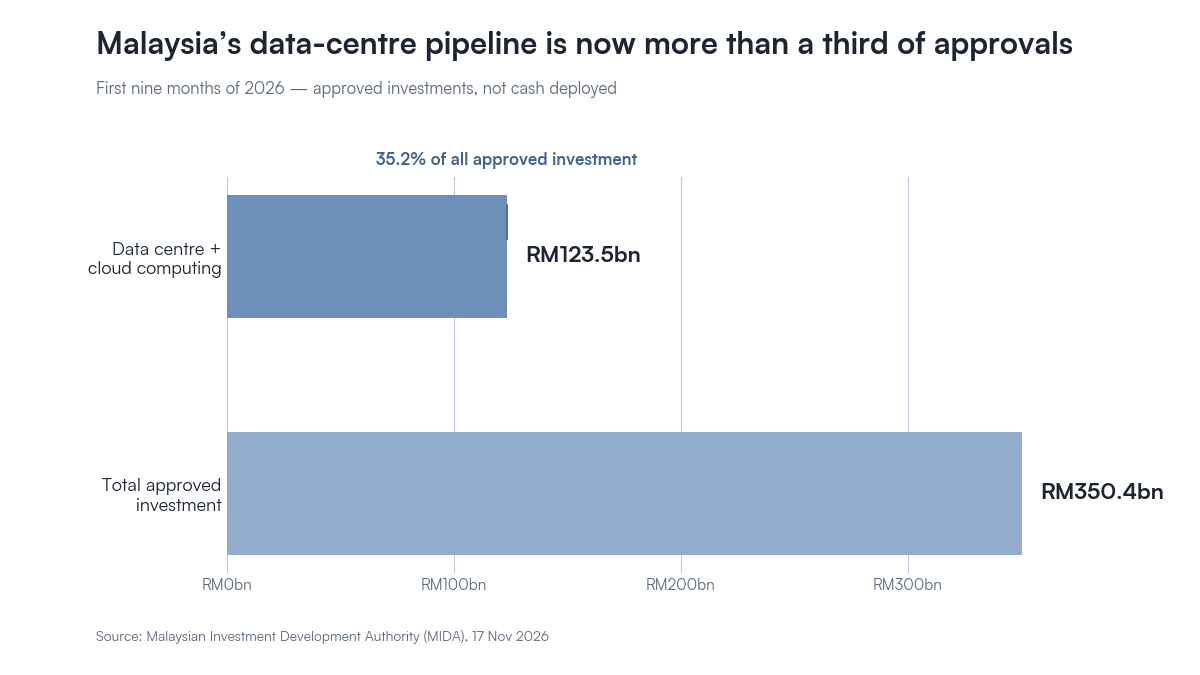 Malaysia’s data-centre pipeline is now more than a third of approvals
First nine months of 2026 — approved investments, not cash deployed
35.2% of all approved investment
Data centre +
cloud computing
RM123.5bn
Total approved
investment
RM350.4bn
RM0bn
RM100bn
RM200bn
RM300bn
Source: Malaysian Investment Development Authority (MIDA), 17 Nov 2026